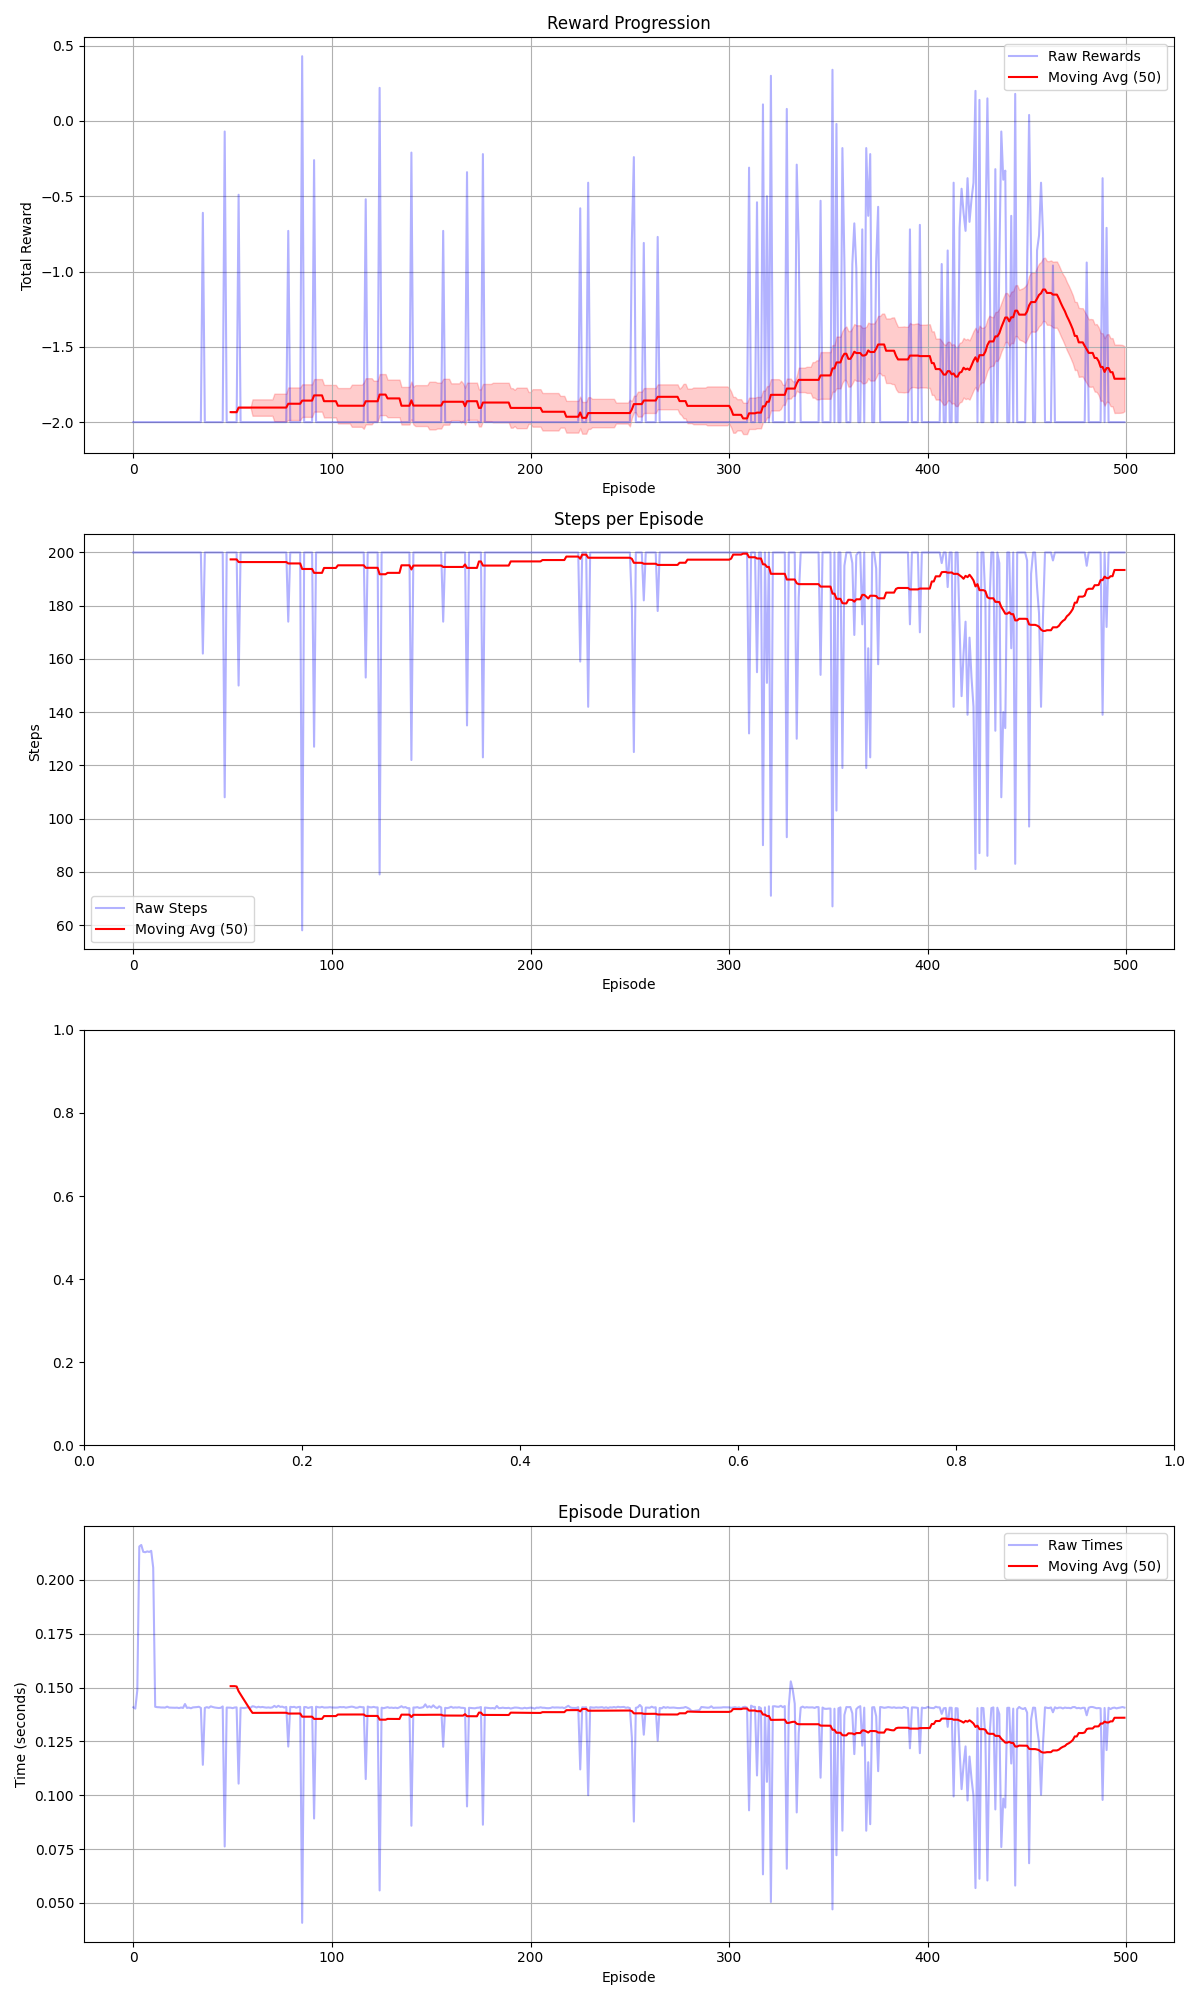 Reward Progression
0.5
0.0
−0.5
−1.0
−1.5
−2.0
Total Reward
Raw Rewards
Moving Avg (50)
0 100 200 300 400 500
Episode
Steps per Episode
200
180
160
140
120
100
80
60
Steps
Raw Steps
Moving Avg (50)
0 100 200 300 400 500
Episode
1.0
0.8
0.6
0.4
0.2
0.0
0.0 0.2 0.4 0.6 0.8 1.0
Episode Duration
0.200
0.175
0.150
0.125
0.100
0.075
0.050
Time (seconds)
Raw Times
Moving Avg (50)
0 100 200 300 400 500
Episode